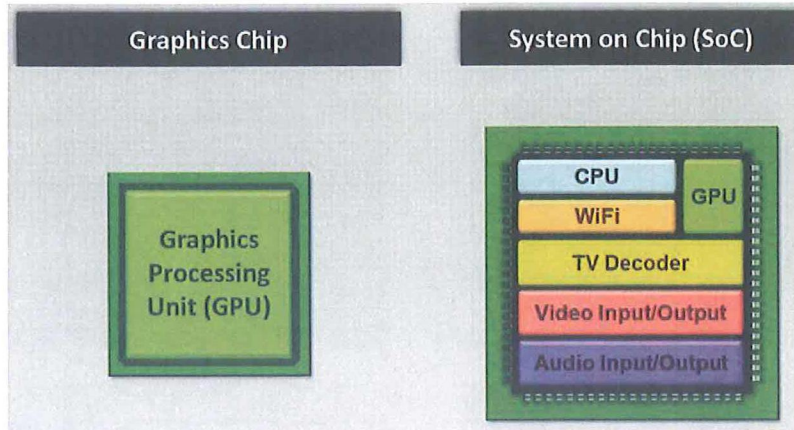 Graphics Chip
System on Chip (SoC)
Graphics
Processing
Unit (GPU)
CPU
GPU
WiFi
TV Decoder
Video Input/Output
Audio Input/Output